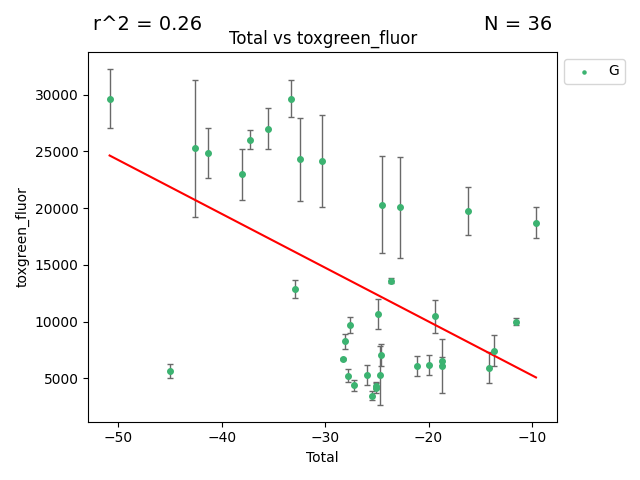 r^2 = 0.26
N = 36
Total vs toxgreen_fluor
G
30000
25000
20000
15000
10000
5000
toxgreen_fluor
−50
−40
−30
−20
−10
Total